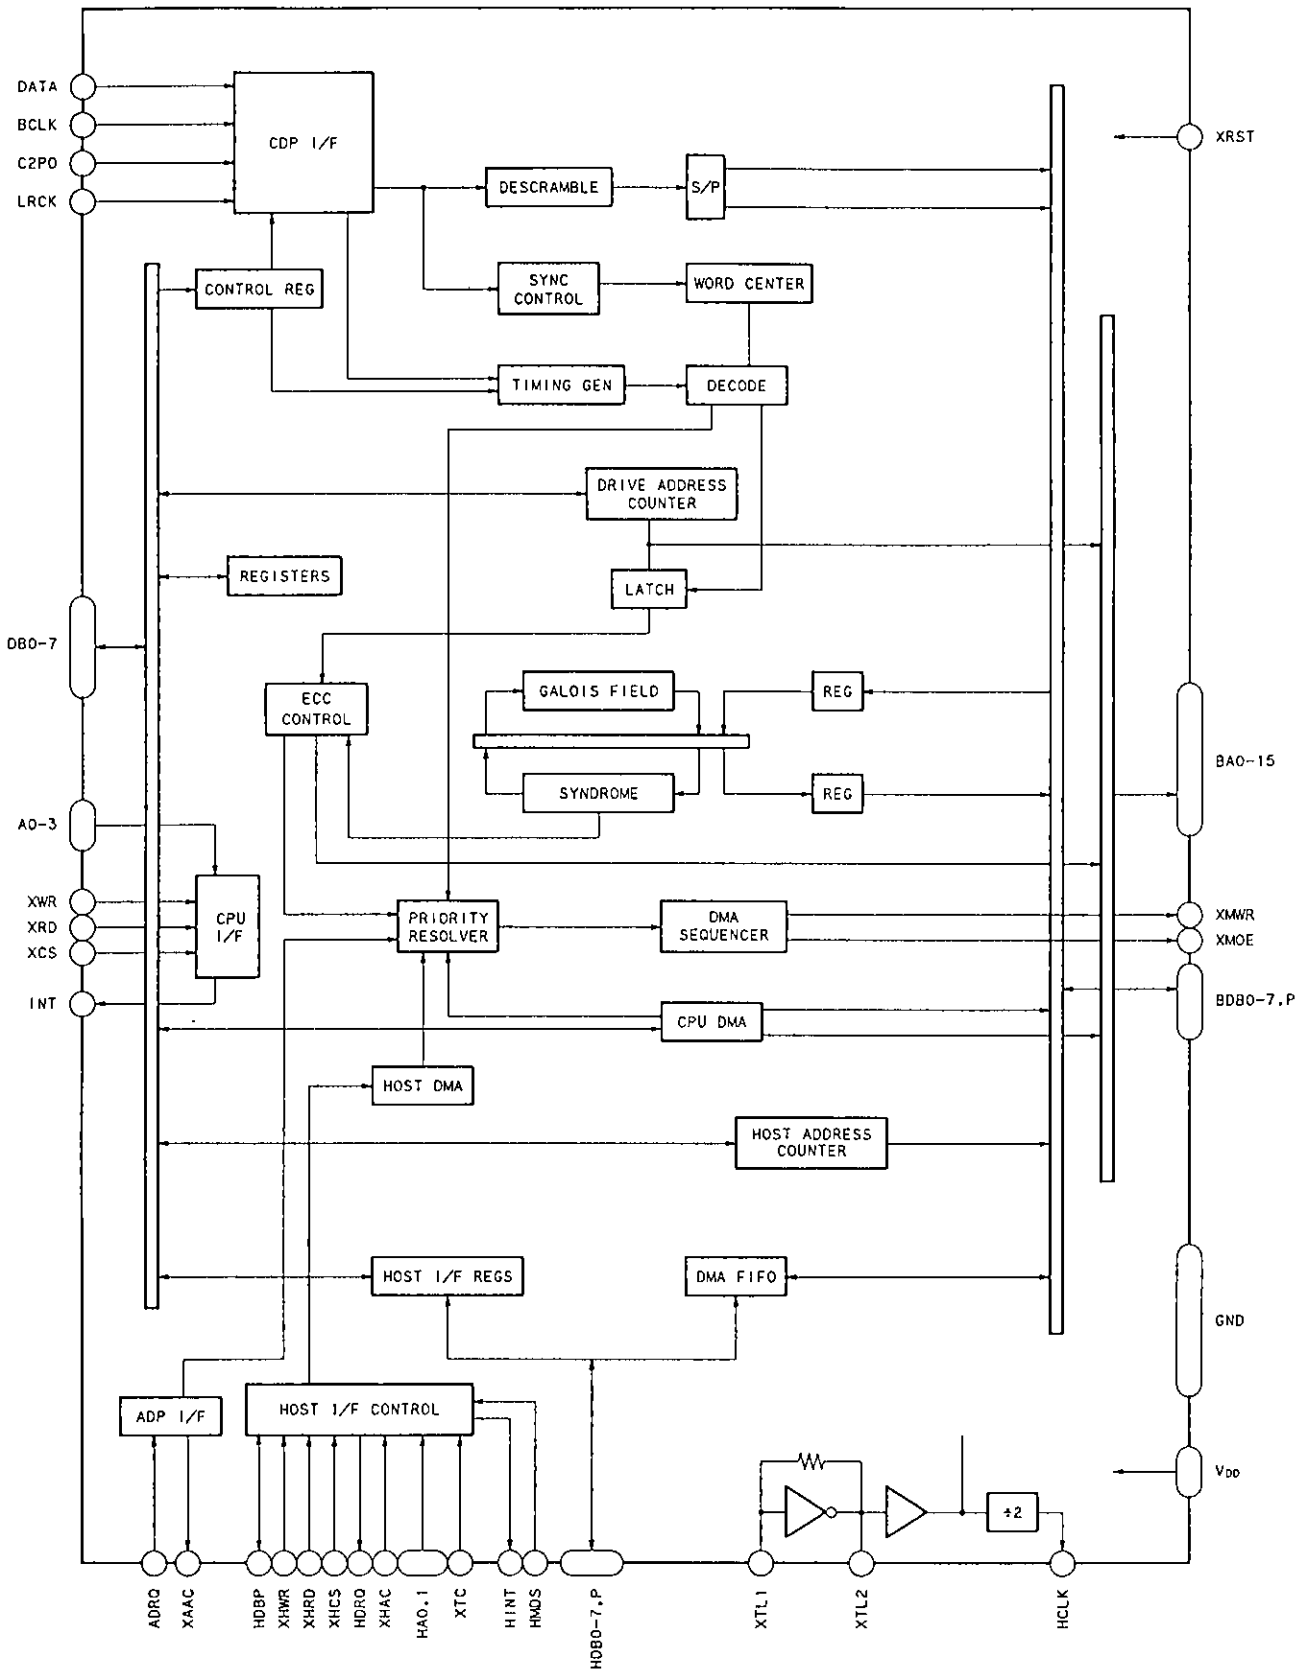 DATA
BCLK
C2PO
LRCK
CDP I/F
XRST
DESCRAMBLE
S/P
CONTROL REG
SYNC
CONTROL
WORD CENTER
TIMING GEN
DECODE
DRIVE ADDRESS
COUNTER
REGISTERS
LATCH
DB0-7
ECC
CONTROL
GALOIS FIELD
REG
SYNDROME
REG
BA0-15
A0-3
XWR
XRD
XCS
INT
CPU
I/F
PRIORITY
RESOLVER
DMA
SEQUENCER
XMWR
XMOE
BDB0-7,P
CPU DMA
HOST DMA
HOST ADDRESS
COUNTER
HOST I/F REGS
DMA FIFO
GND
ADP I/F
HOST I/F CONTROL
VDD
÷2
ADRQ
XAAC
HDBP
XHWR
XHRD
XHCS
HDRQ
XHAC
HA0,1
XTC
HINT
HMDS
HDB0-7,P
XTL1
XTL2
HCLK